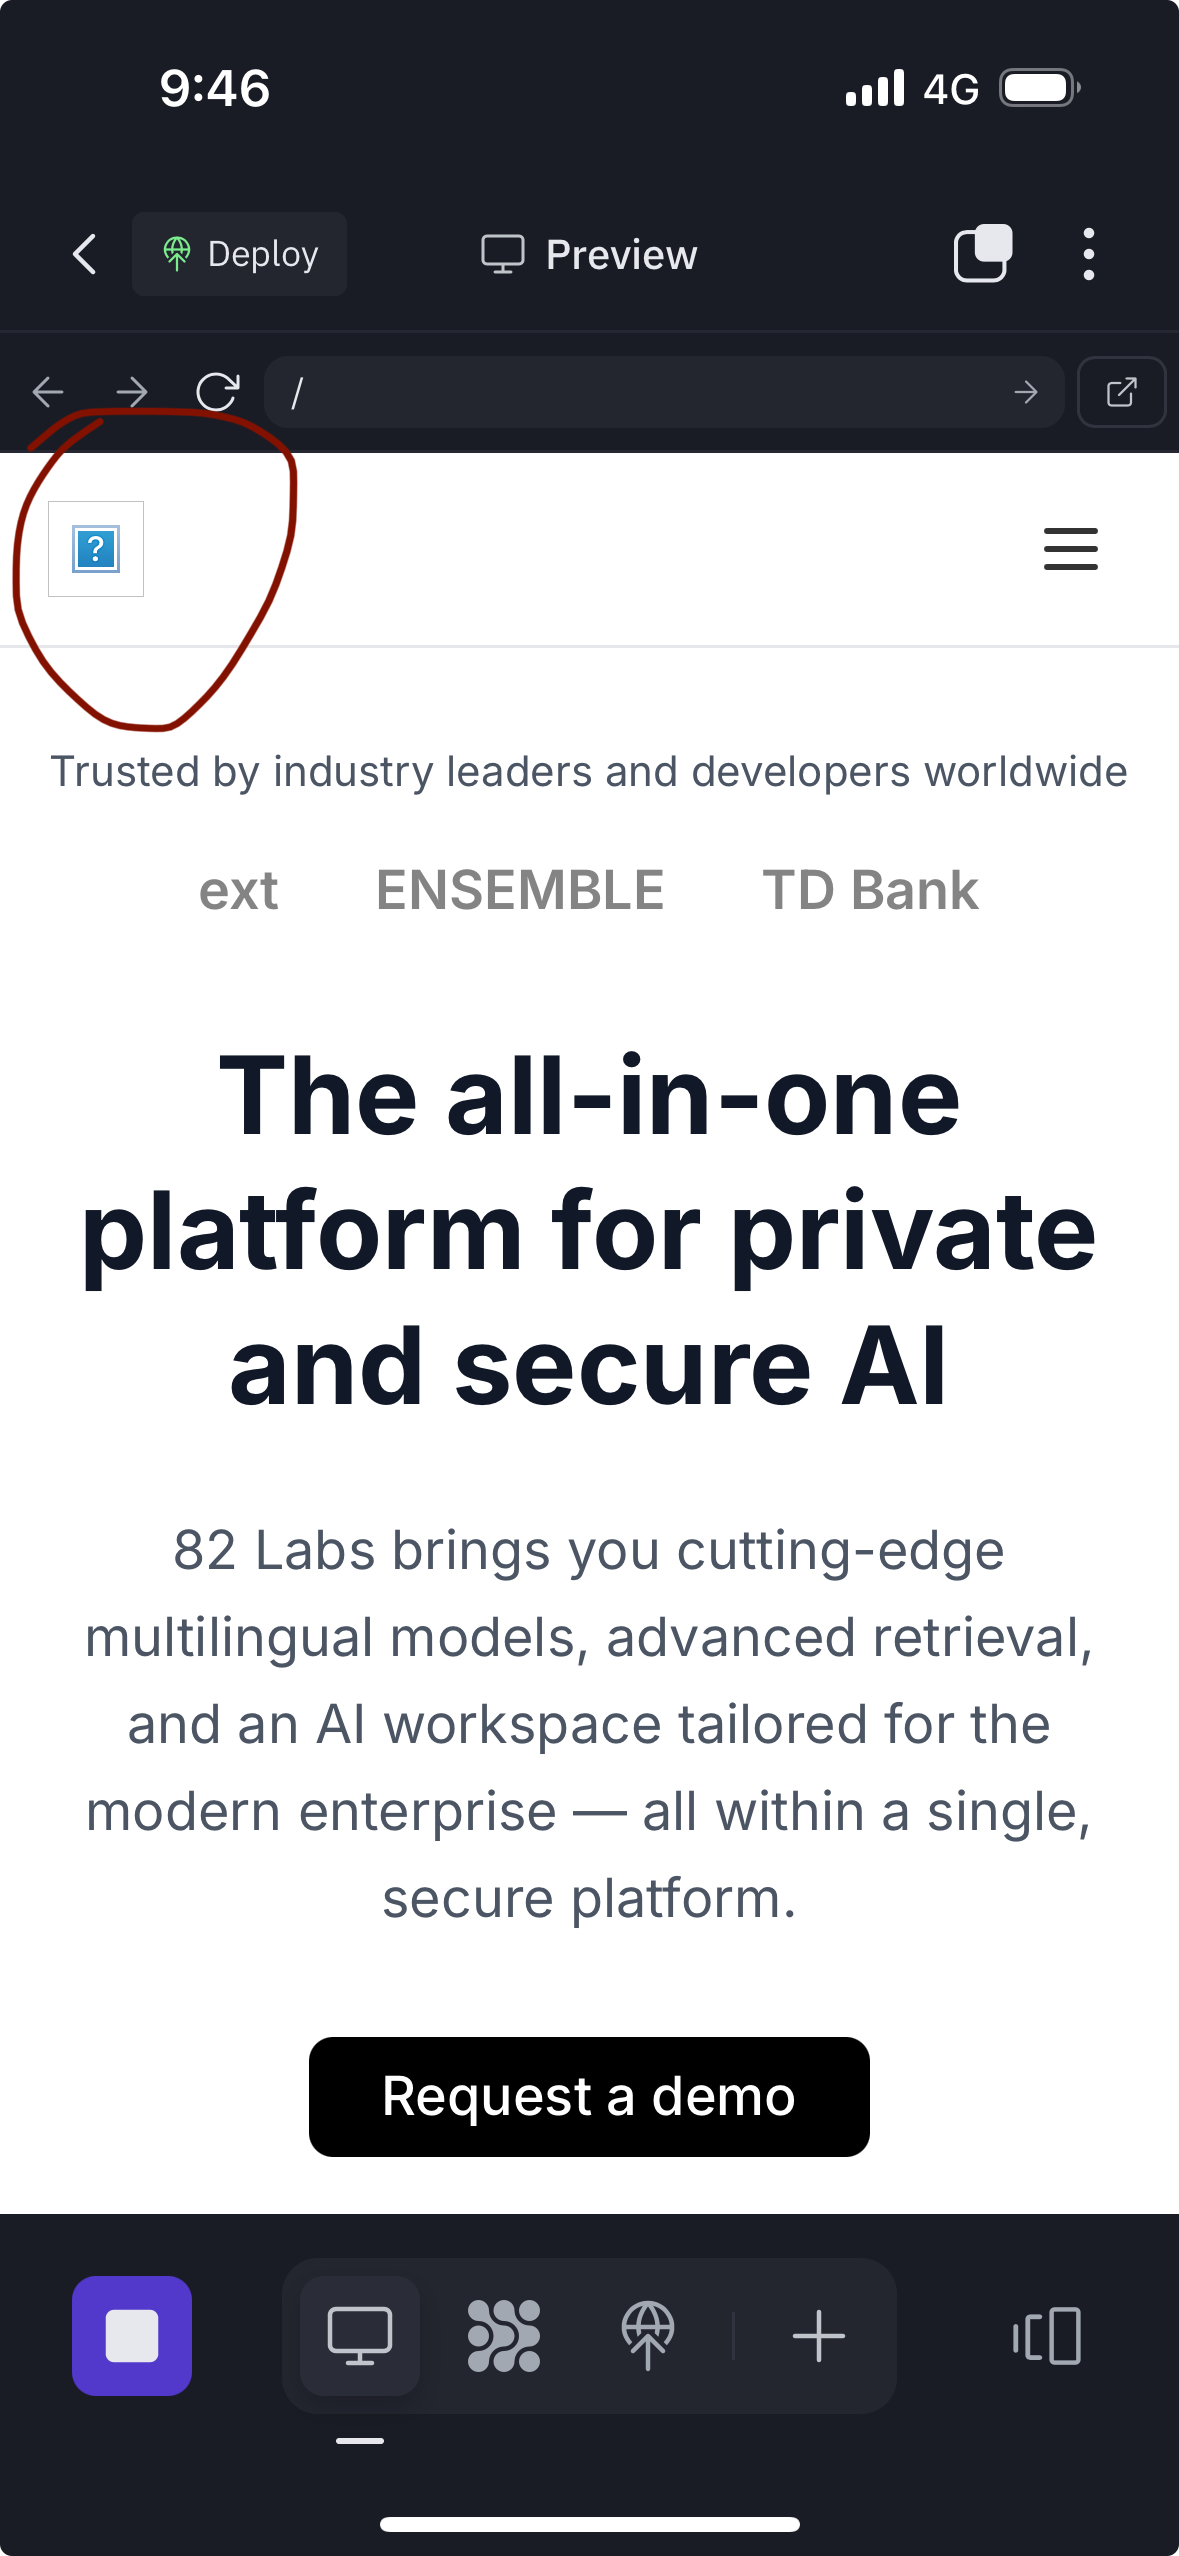 9:46
4G
Deploy
Preview
/
?
Trusted by industry leaders and developers worldwide
ext ENSEMBLE TD Bank
The all-in-one
platform for private
and secure AI
82 Labs brings you cutting-edge
multilingual models, advanced retrieval,
and an AI workspace tailored for the
modern enterprise — all within a single,
secure platform.
Request a demo